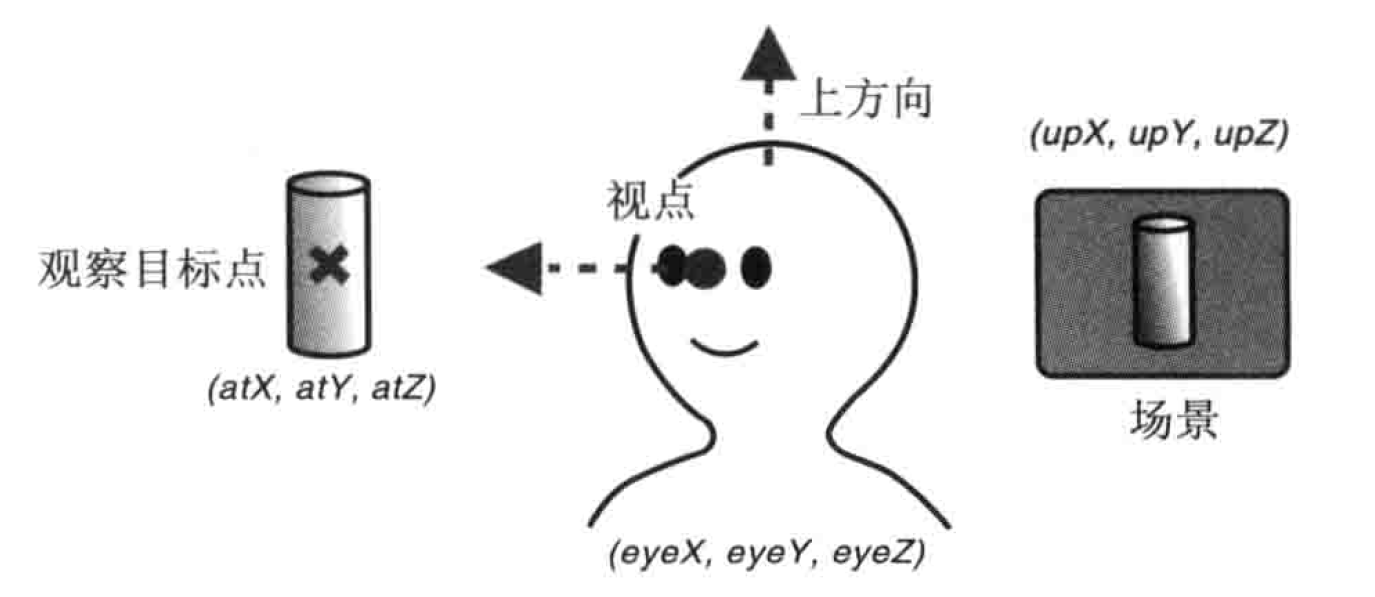 上方向
(upX, upY, upZ)
视点
观察目标点
(atX, atY, atZ)
场景
(eyeX, eyeY, eyeZ)